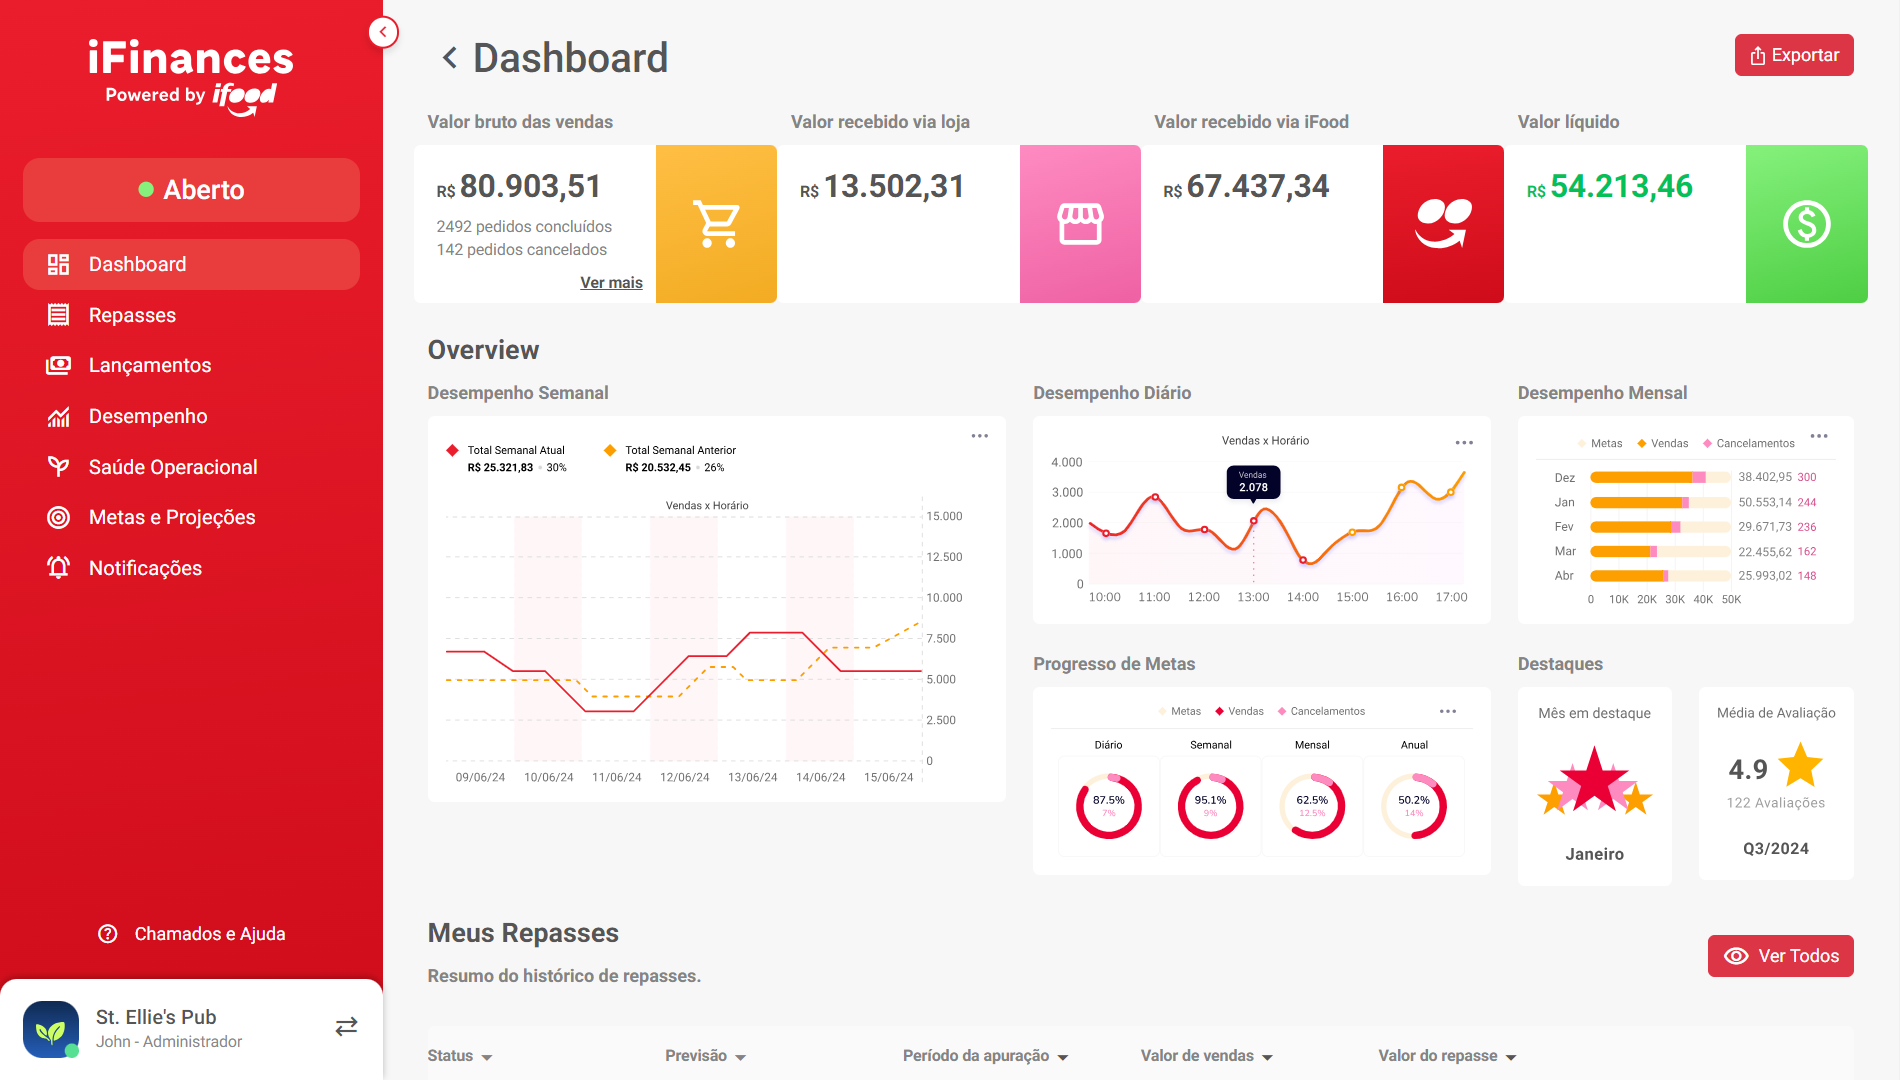 iFinances
Powered by ifood
Aberto
Dashboard
Repasses
Lançamentos
Desempenho
Saúde Operacional
Metas e Projeções
Notificações
Chamados e Ajuda
St. Ellie's Pub
John - Administrador
Dashboard
Exportar
Valor bruto das vendas
R$ 80.903,51
2492 pedidos concluídos
142 pedidos cancelados
Ver mais
Valor recebido via loja
R$ 13.502,31
Valor recebido via iFood
R$ 67.437,34
Valor líquido
R$ 54.213,46
Overview
Desempenho Semanal
Total Semanal Atual
R$ 25.321,83 • 30%
Total Semanal Anterior
R$ 20.532,45 • 26%
Vendas x Horário
15.000
12.500
10.000
7.500
5.000
2.500
0
09/06/24 10/06/24 11/06/24 12/06/24 13/06/24 14/06/24 15/06/24
Desempenho Diário
Vendas x Horário
4.000
3.000
2.000
1.000
0
Vendas
2.078
10:00 11:00 12:00 13:00 14:00 15:00 16:00 17:00
Desempenho Mensal
Metas Vendas Cancelamentos
Dez 38.402,95 300
Jan 50.553,14 244
Fev 29.671,73 236
Mar 22.455,62 162
Abr 25.993,02 148
0 10K 20K 30K 40K 50K
Progresso de Metas
Metas Vendas Cancelamentos
Diário Semanal Mensal Anual
87.5% 95.1% 62.5% 50.2%
7% 9% 12.5% 14%
Destaques
Mês em destaque
Janeiro
Média de Avaliação
4.9
122 Avaliações
Q3/2024
Meus Repasses
Resumo do histórico de repasses.
Ver Todos
Status Previsão Período da apuração Valor de vendas Valor do repasse